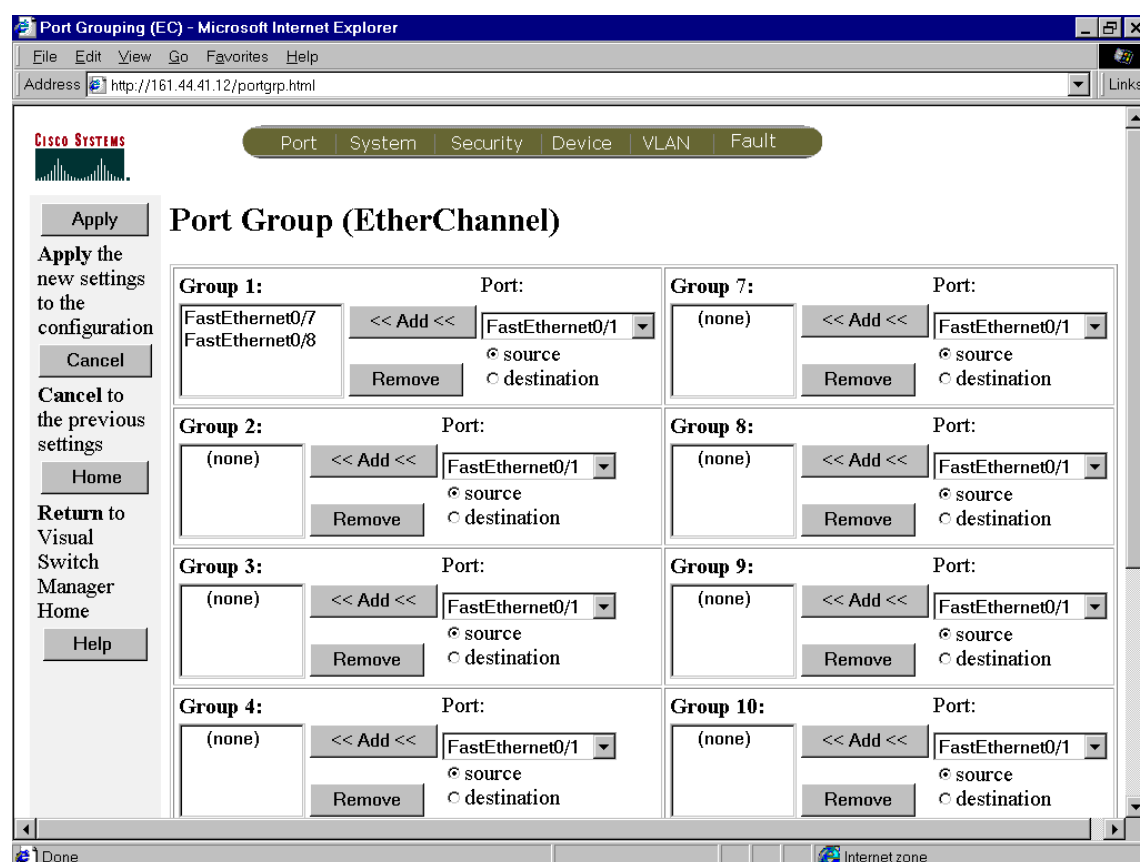 Port Grouping (EC) - Microsoft Internet Explorer
File Edit View Go Favorites Help
Address http://161.44.41.12/portgrp.html Links
CISCO SYSTEMS
Port System Security Device VLAN Fault
Apply
Apply the
new settings
to the
configuration
Cancel
Cancel to
the previous
settings
Home
Return to
Visual
Switch
Manager
Home
Help
Port Group (EtherChannel)
Group 1: Port:
FastEthernet0/7
FastEthernet0/8
<< Add << FastEthernet0/1
source
Remove destination
Group 7: Port:
(none) << Add << FastEthernet0/1
source
Remove destination
Group 2: Port:
(none) << Add << FastEthernet0/1
source
Remove destination
Group 8: Port:
(none) << Add << FastEthernet0/1
source
Remove destination
Group 3: Port:
(none) << Add << FastEthernet0/1
source
Remove destination
Group 9: Port:
(none) << Add << FastEthernet0/1
source
Remove destination
Group 4: Port:
(none) << Add << FastEthernet0/1
source
Remove destination
Group 10: Port:
(none) << Add << FastEthernet0/1
source
Remove destination
Done Internet zone